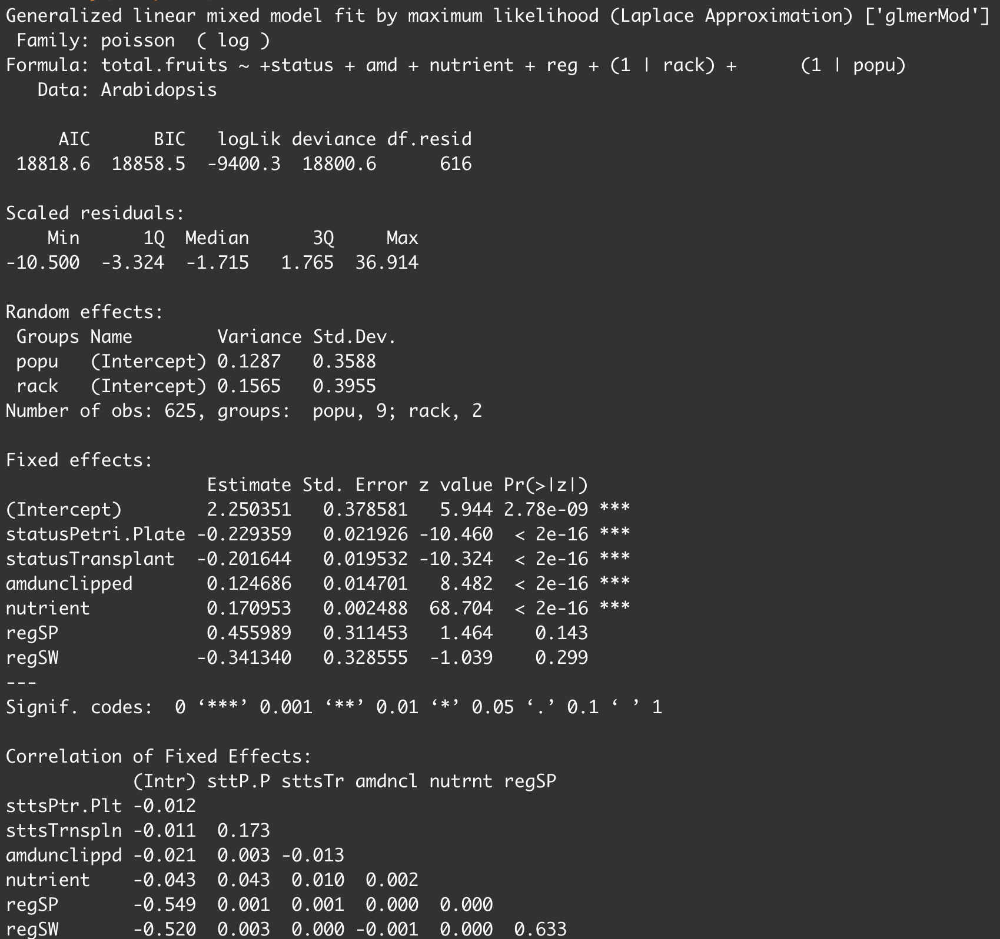 Generalized linear mixed model fit by maximum likelihood (Laplace Approximation) ['glmerMod']
 Family: poisson  ( log )
Formula: total.fruits ~ +status + amd + nutrient + reg + (1 | rack) +      (1 | popu)
   Data: Arabidopsis

     AIC      BIC   logLik deviance df.resid
 18818.6  18858.5  -9400.3  18800.6      616

Scaled residuals:
    Min      1Q  Median      3Q     Max
-10.500  -3.324  -1.715   1.765  36.914

Random effects:
 Groups Name        Variance Std.Dev.
 popu   (Intercept) 0.1287   0.3588
 rack   (Intercept) 0.1565   0.3955
Number of obs: 625, groups:  popu, 9; rack, 2

Fixed effects:
                   Estimate Std. Error z value Pr(>|z|)
(Intercept)        2.250351   0.378581   5.944 2.78e-09 ***
statusPetri.Plate -0.229359   0.021926 -10.460  < 2e-16 ***
statusTransplant  -0.201644   0.019532 -10.324  < 2e-16 ***
amdunclipped       0.124686   0.014701   8.482  < 2e-16 ***
nutrient           0.170953   0.002488  68.704  < 2e-16 ***
regSP              0.455989   0.311453   1.464    0.143
regSW             -0.341340   0.328555  -1.039    0.299
---
Signif. codes:  0 ‘***’ 0.001 ‘**’ 0.01 ‘*’ 0.05 ‘.’ 0.1 ‘ ’ 1

Correlation of Fixed Effects:
            (Intr) sttP.P sttsTr amdncl nutrnt regSP
sttsPtr.Plt -0.012
sttsTrnspln -0.011  0.173
amdunclippd -0.021  0.003 -0.013
nutrient    -0.043  0.043  0.010  0.002
regSP       -0.549  0.001  0.001  0.000  0.000
regSW       -0.520  0.003  0.000 -0.001  0.000  0.633